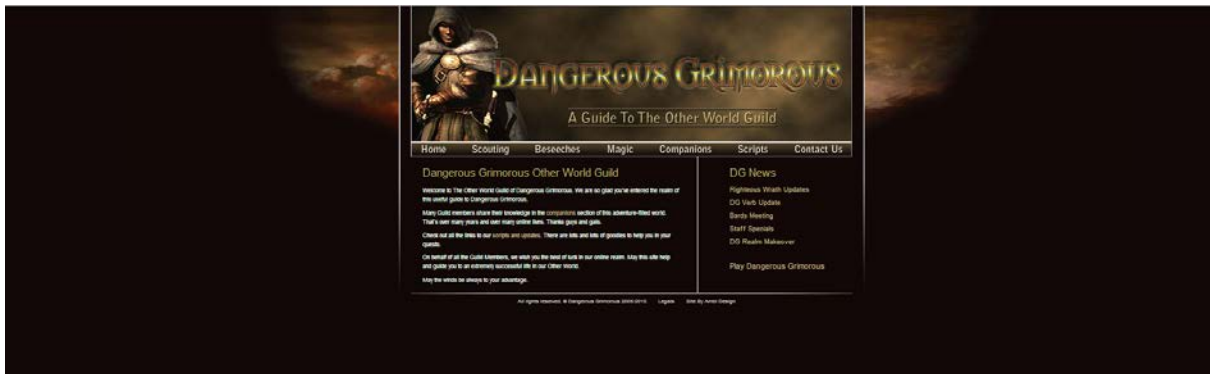 DANGEROUS GRIMOROUS
A Guide To The Other World Guild
Home Scouting Beseeches Magic Companions Scripts Contact Us
Dangerous Grimorous Other World Guild
Welcome to The Other World Guild of Dangerous Grimorous. We are so glad you've entered the realm of
this useful guide to Dangerous Grimorous.
Many Guild members share their knowledge in the companions section of this adventure-filled world.
That's over many years and over many online lives. Thanks guys and gals.
Check out all the links to our scripts and updates. There are lots and lots of goodies to help you in your
quests.
On behalf of all the Guild Members, we wish you the best of luck in our online realm. May this site help
and guide you to an extremely successful life in our Other World.
May the winds be always to your advantage.
DG News
Righteous Wrath Updates
DG Verb Update
Bards Meeting
Staff Specials
DG Realm Makeover
Play Dangerous Grimorous
All rights reserved. © Dangerous Grimorous 2005-2010. Legals Site By Ambi Design